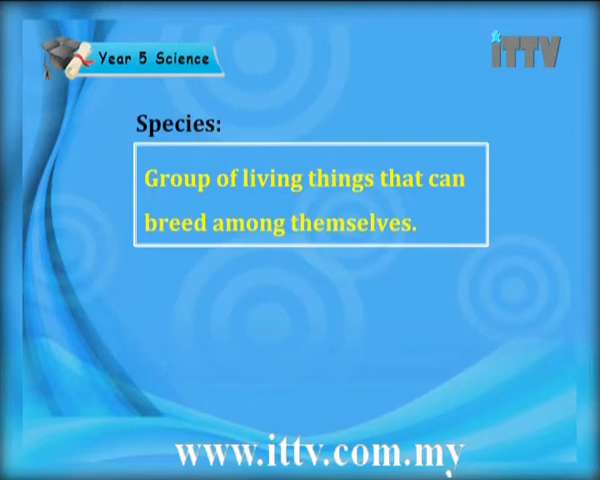 Year 5 Science
iTTV
Species:
Group of living things that can
breed among themselves.
www.ittv.com.my